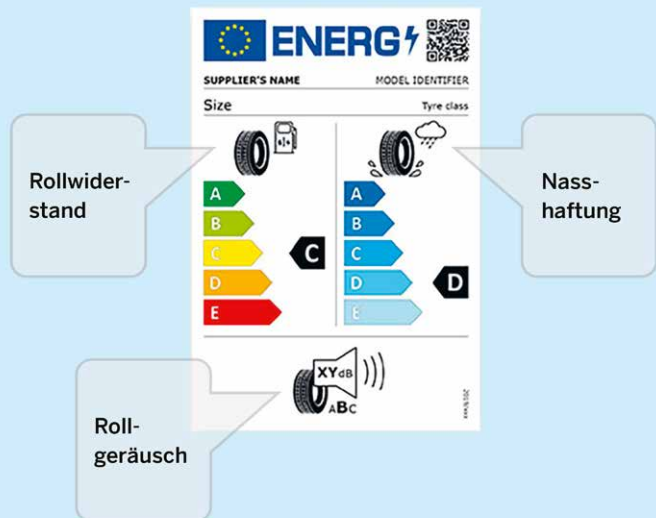 ENERG
SUPPLIER'S NAME MODEL IDENTIFIER
Size Tyre class
Rollwider-
stand
Nass-
haftung
A A
B B
C C C
D D D
E E
XYdB
ABC
Roll-
geräusch